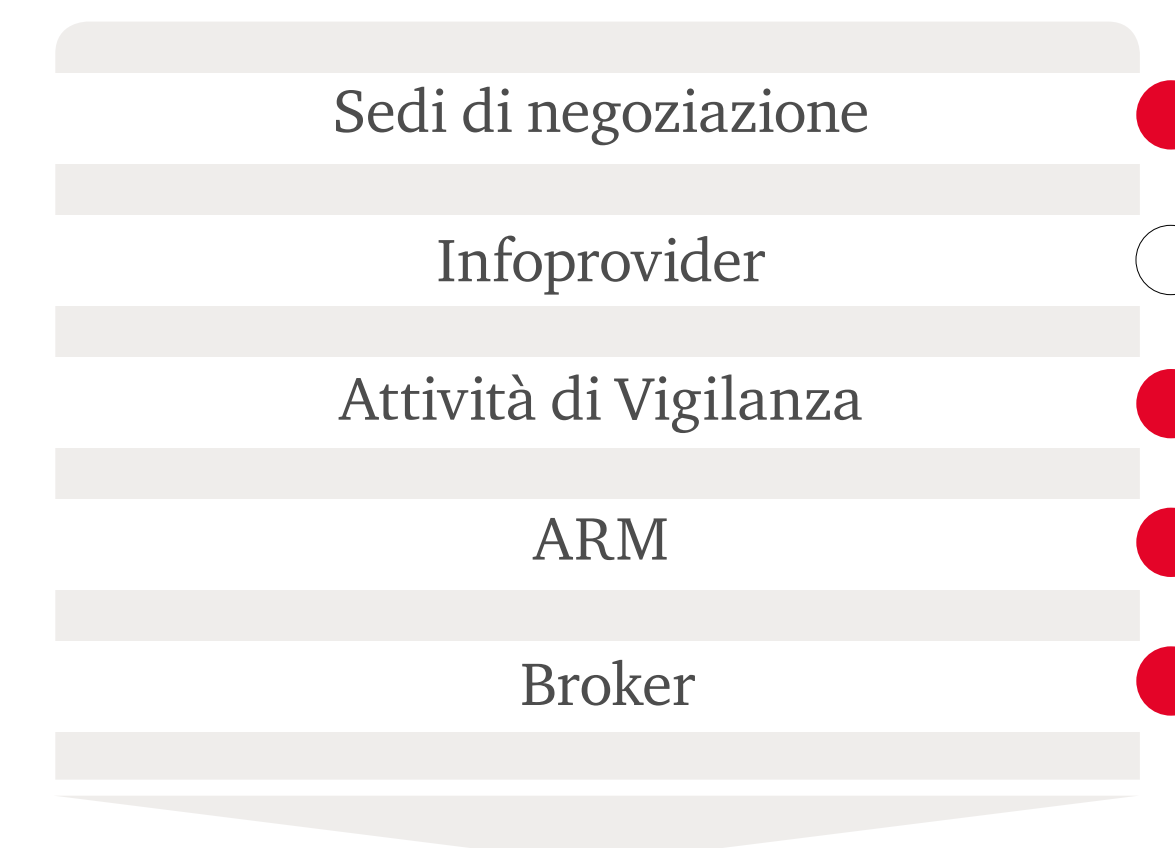 Sedi di negoziazione
Infoprovider
Attività di Vigilanza
ARM
Broker